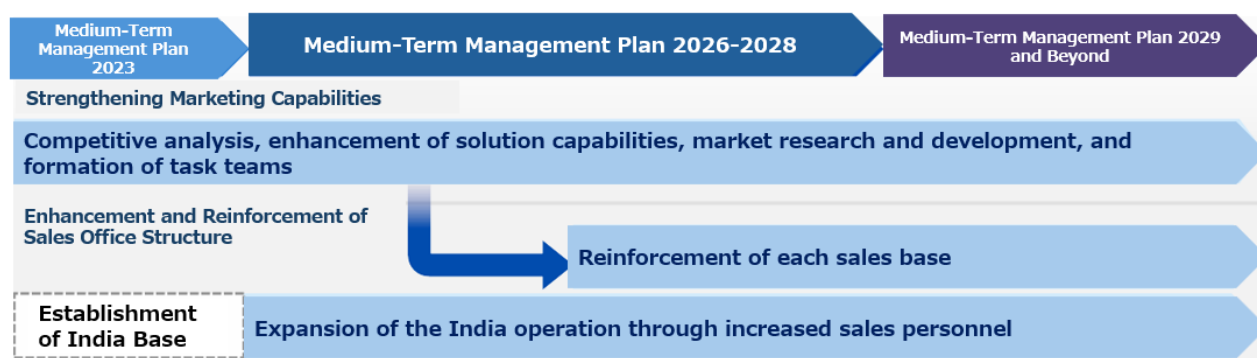 Medium-Term
Management Plan
2023
Medium-Term Management Plan 2026-2028
Medium-Term Management Plan 2029
and Beyond
Strengthening Marketing Capabilities
Competitive analysis, enhancement of solution capabilities, market research and development, and
formation of task teams
Enhancement and Reinforcement of
Sales Office Structure
Reinforcement of each sales base
Establishment
of India Base
Expansion of the India operation through increased sales personnel